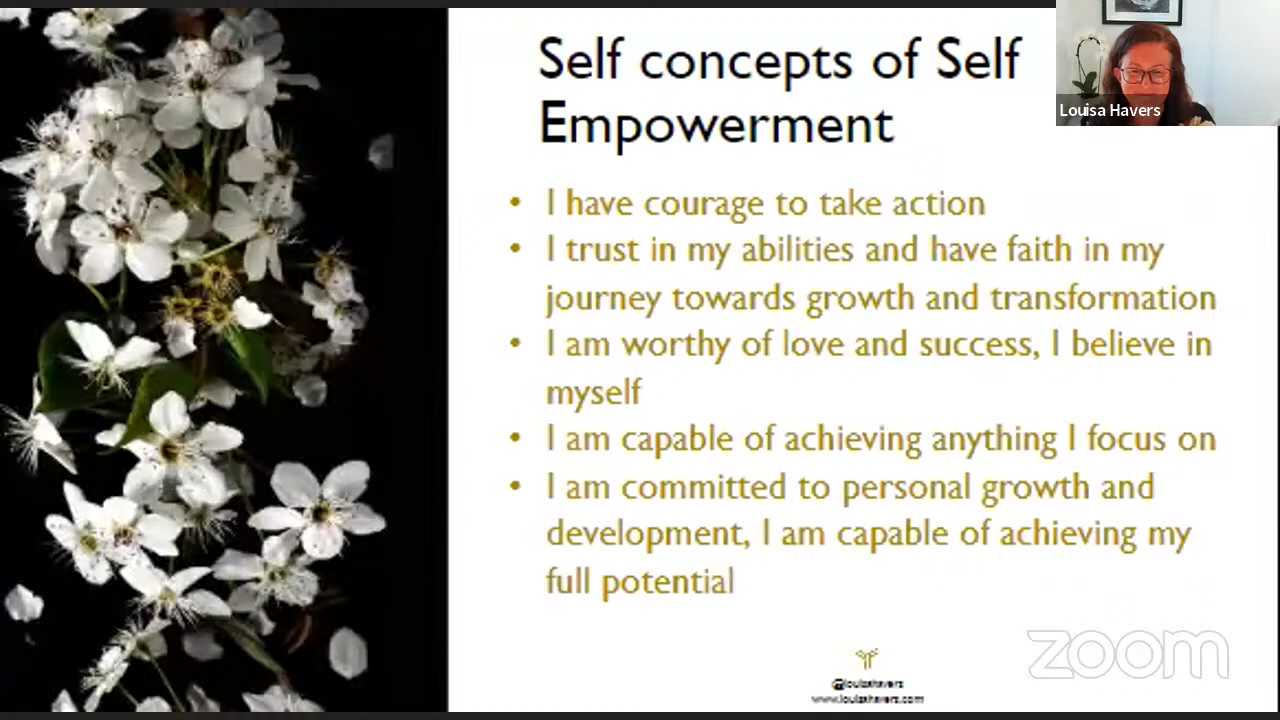 Self concepts of Self
Empowerment
Louisa Havers
• I have courage to take action
• I trust in my abilities and have faith in my
journey towards growth and transformation
• I am worthy of love and success, I believe in
myself
• I am capable of achieving anything I focus on
• I am committed to personal growth and
development, I am capable of achieving my
full potential
zoom
@louisahavers
www.louisahavers.com